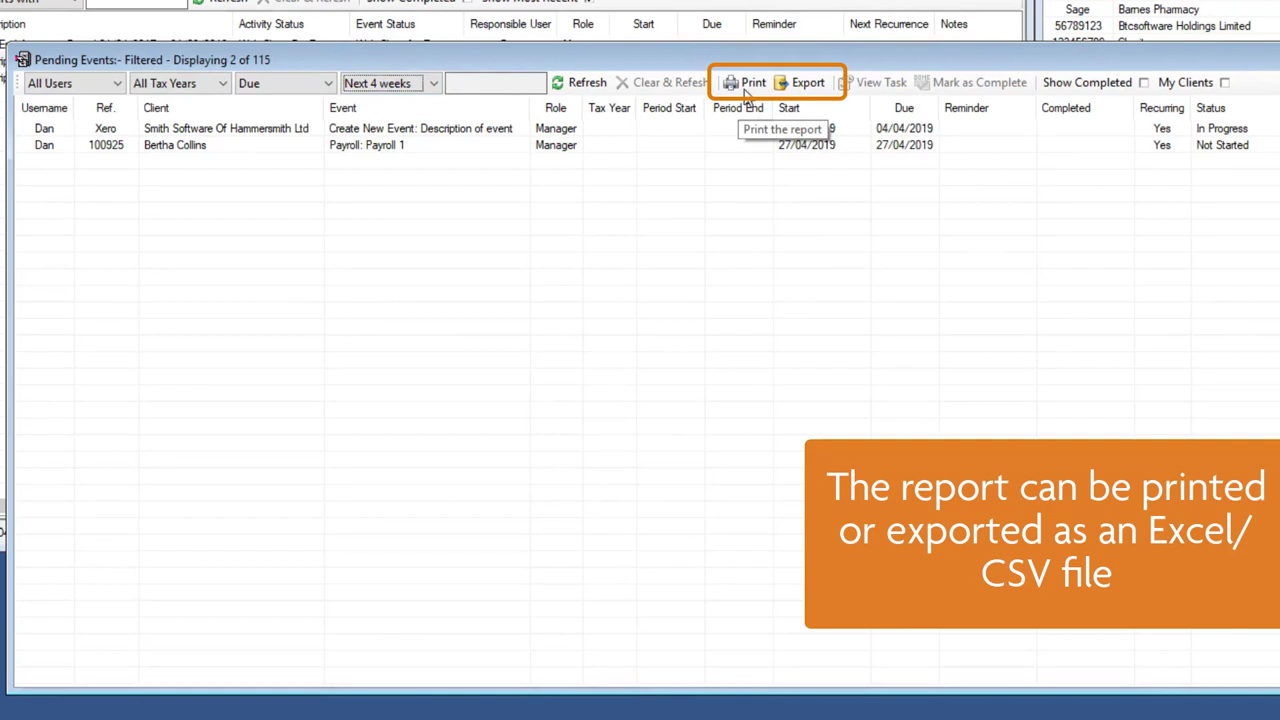 Sage Barnes Pharmacy
Activity Status Event Status Responsible User Role Start Due Reminder Next Recurrence Notes
56789123 Btcsoftware Holdings Limited
Pending Events:- Filtered - Displaying 2 of 115
All Users All Tax Years Due Next 4 weeks Refresh Clear & Refesh Print Export View Task Mark as Complete Show Completed My Clients
Username Ref. Client Event Role Tax Year Period Start Period End Start Due Reminder Completed Recurring Status
Dan Xero Smith Software Of Hammersmith Ltd Create New Event: Description of event Manager 04/04/2019 Yes In Progress
Print the report
Dan 100925 Bertha Collins Payroll: Payroll 1 Manager 27/04/2019 27/04/2019 Yes Not Started
The report can be printed
or exported as an Excel/
CSV file